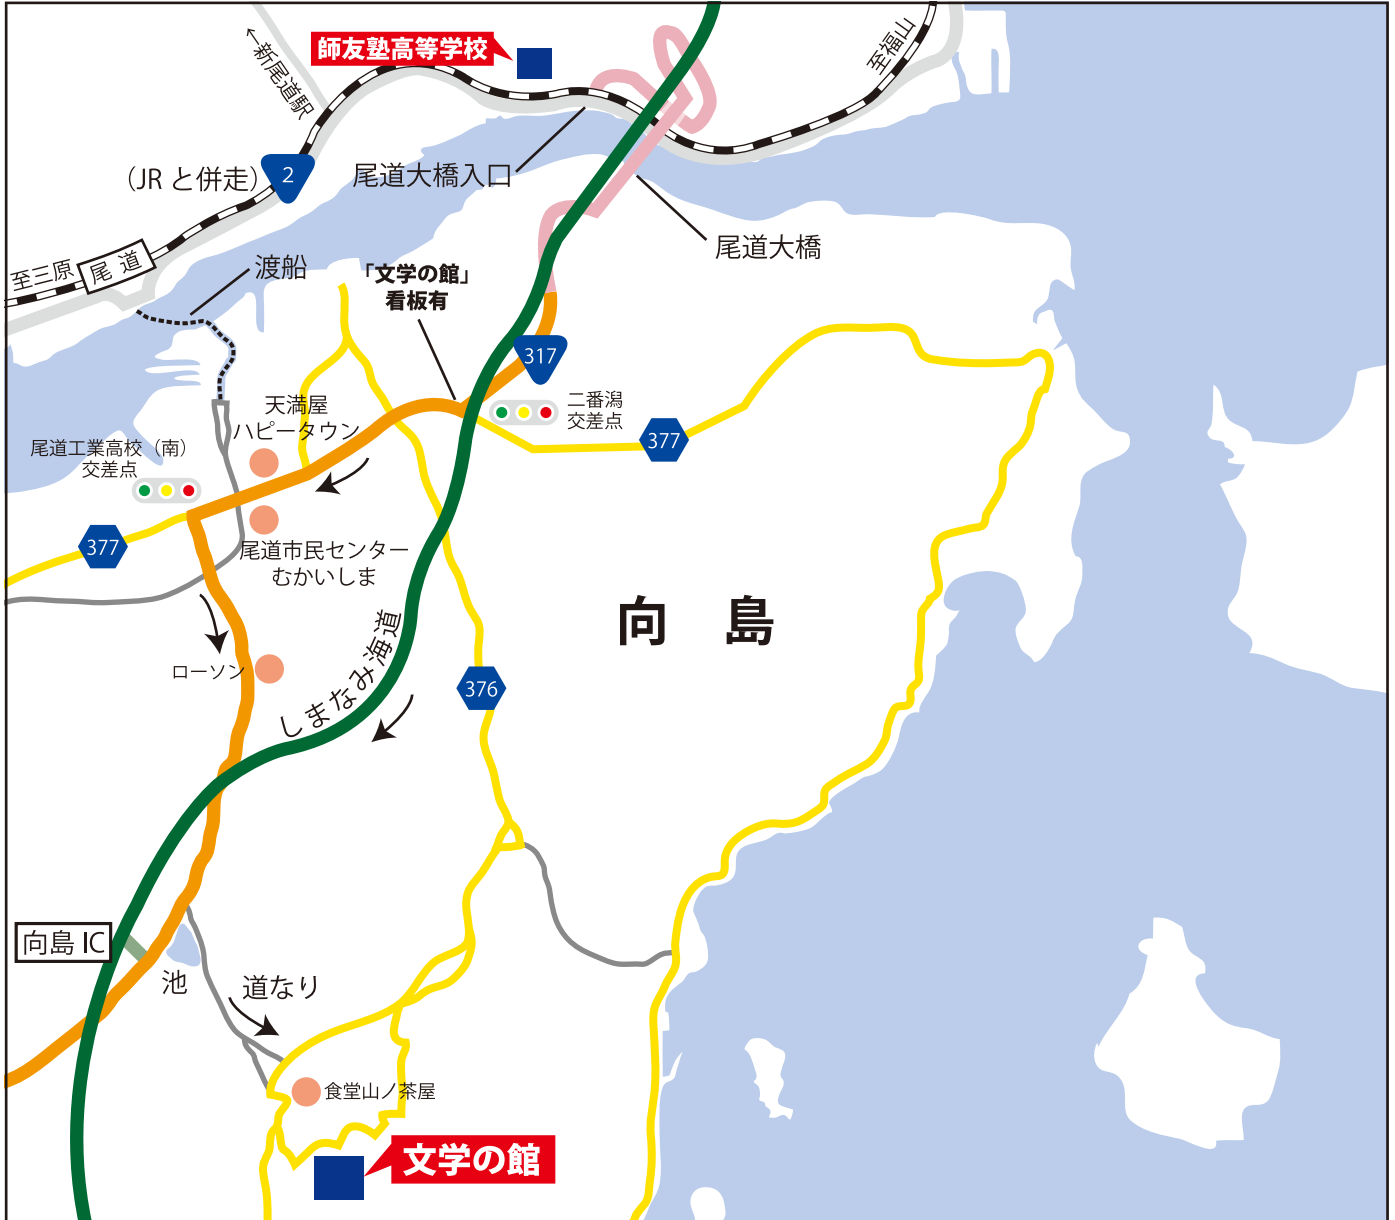 師友塾高等学校
←新尾道駅
至福山
(JRと併走)
2
尾道大橋入口
尾道大橋
至三原
尾道
渡船
「文学の館」
看板有
317
二番潟
交差点
天満屋
ハピータウン
377
尾道工業高校(南)
交差点
377
尾道市民センター
むかいしま
向島
しまなみ海道
ローソン
376
向島IC
池
道なり
食堂山ノ茶屋
文学の館